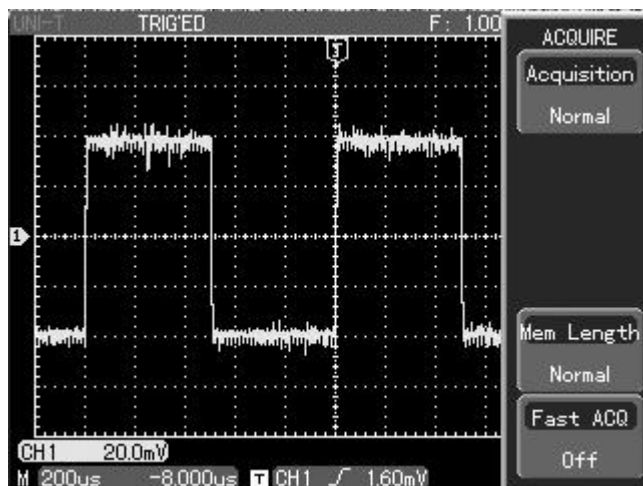 UNI-T TRIG'ED F: 1.00
ACQUIRE
Acquisition
Normal
1
Mem Length
Normal
Fast ACQ
Off
CH1 20.0mV
M 200us -8.000us T CH1 1.60mV